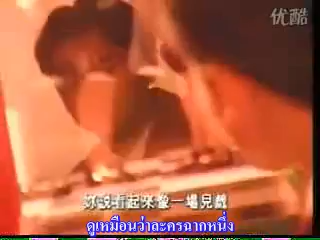 优酷
妳說看起來像一場兒戲
ดูเหมือนว่าละครฉากหนึ่ง